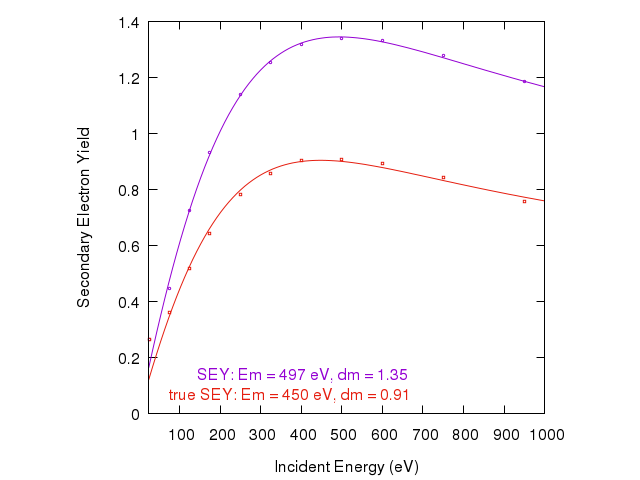 1.4
1.2
1
0.8
0.6
0.4
0.2
0
Secondary Electron Yield
SEY: Em = 497 eV, dm = 1.35
true SEY: Em = 450 eV, dm = 0.91
100 200 300 400 500 600 700 800 900 1000
Incident Energy (eV)